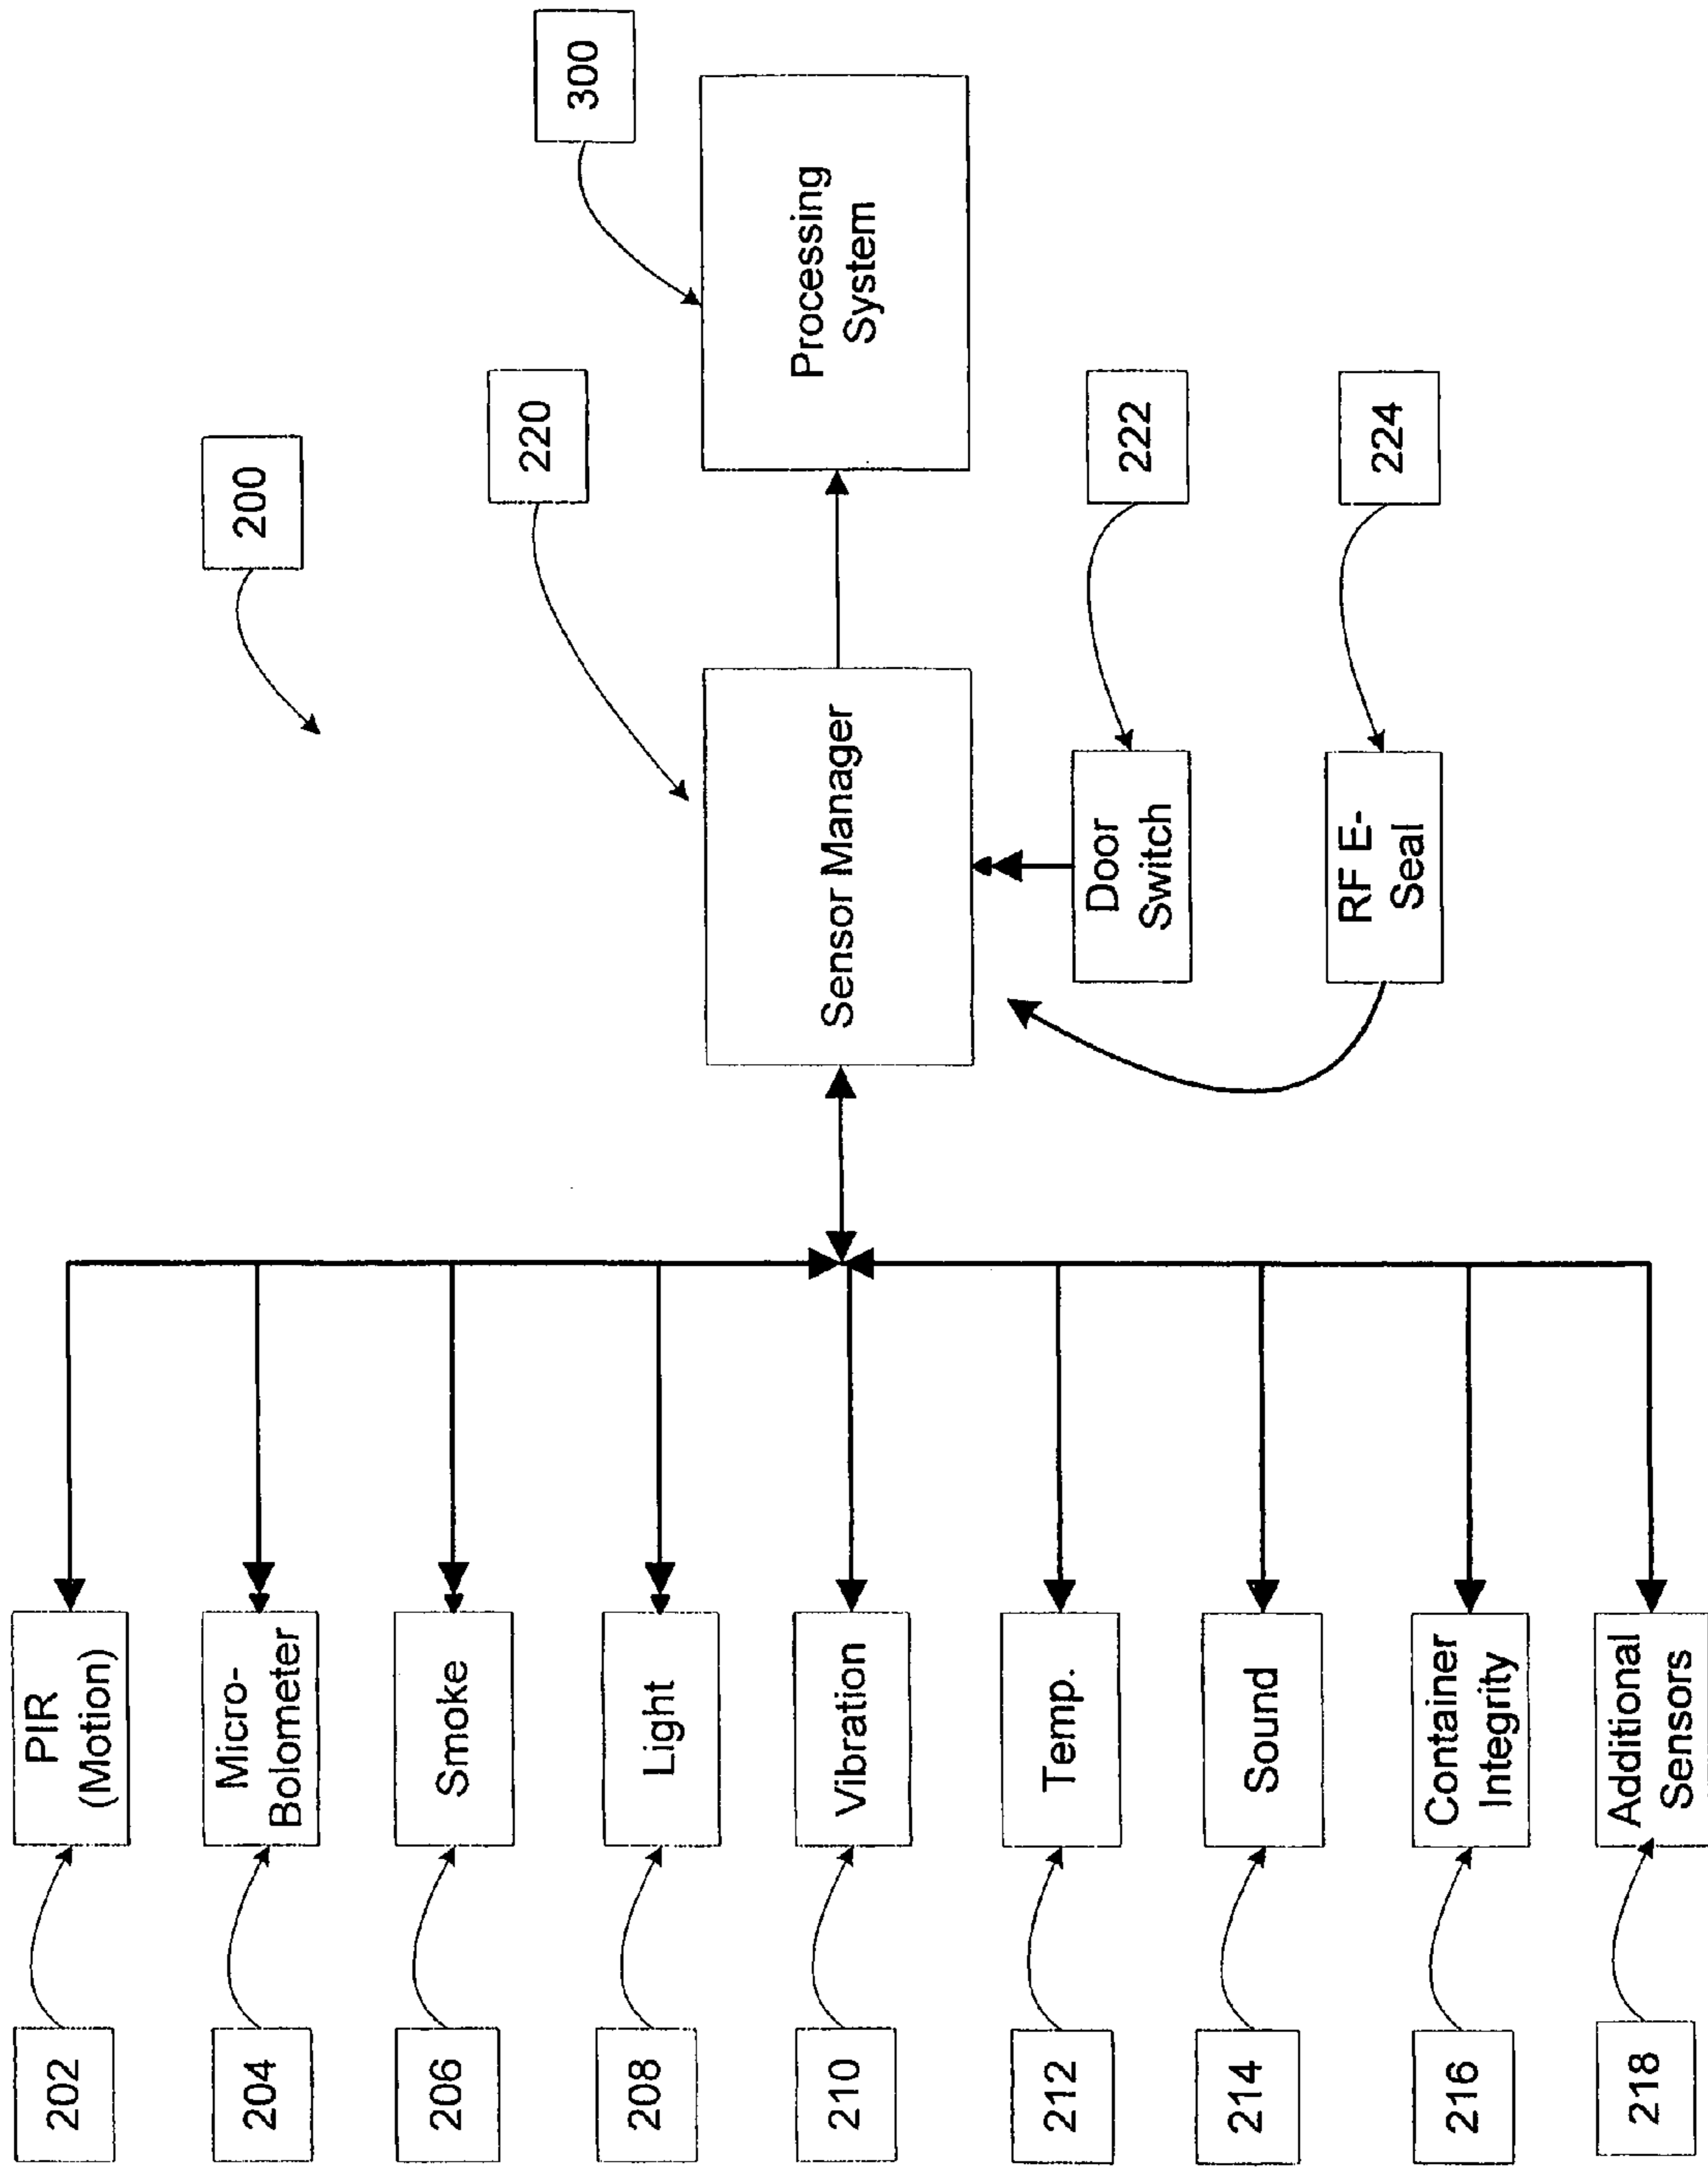 202
PIR
(Motion)
204
Micro-
Bolometer
206
Smoke
208
Light
210
Vibration
212
Temp.
214
Sound
216
Container
Integrity
218
Additional
Sensors
200
220
Sensor Manager
300
Processing
System
222
Door
Switch
224
RF E-
Seal